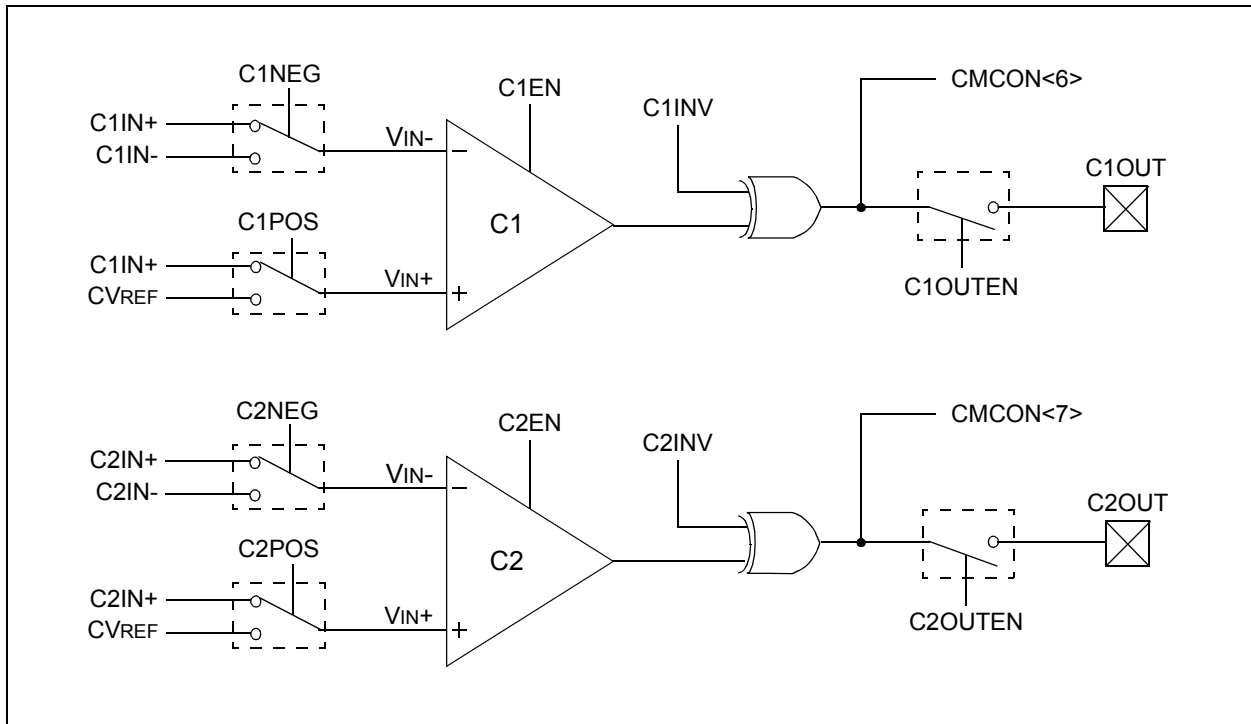 C1NEG
C1EN
C1INV
CMCON<6>
C1IN+
C1IN-
VIN-
−
C1OUT
C1POS
C1
C1IN+
CVREF
VIN+
+
C1OUTEN
C2NEG
C2EN
C2INV
CMCON<7>
C2IN+
C2IN-
VIN-
−
C2OUT
C2POS
C2
C2IN+
CVREF
VIN+
+
C2OUTEN